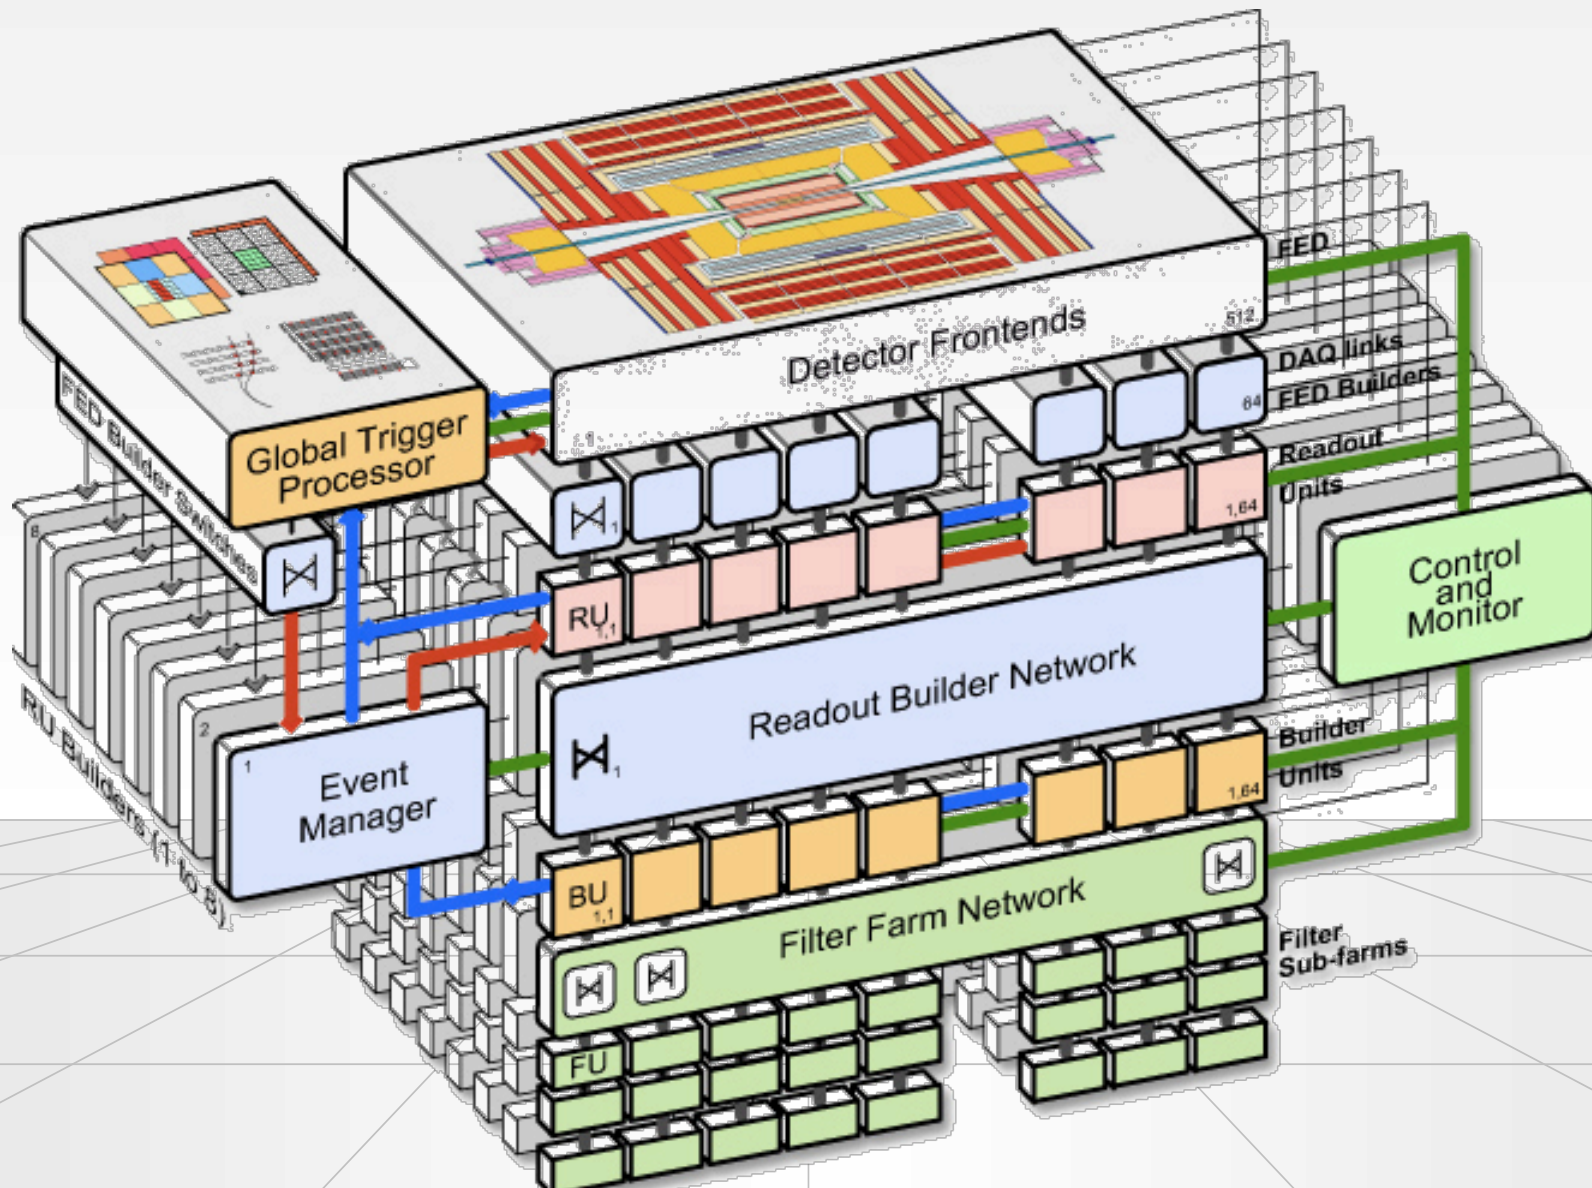 FED
Detector Frontends
512
1
DAQ links
FED Builders
64
Global Trigger
Processor
FED Builder Switches
1
Readout
Units
1,64
8
RU
1,1
Control
and
Monitor
Readout Builder Network
1
RU Builders (1 to 8)
2
1
Event
Manager
Builder
Units
1,64
BU
1,1
Filter Farm Network
Filter
Sub-farms
FU